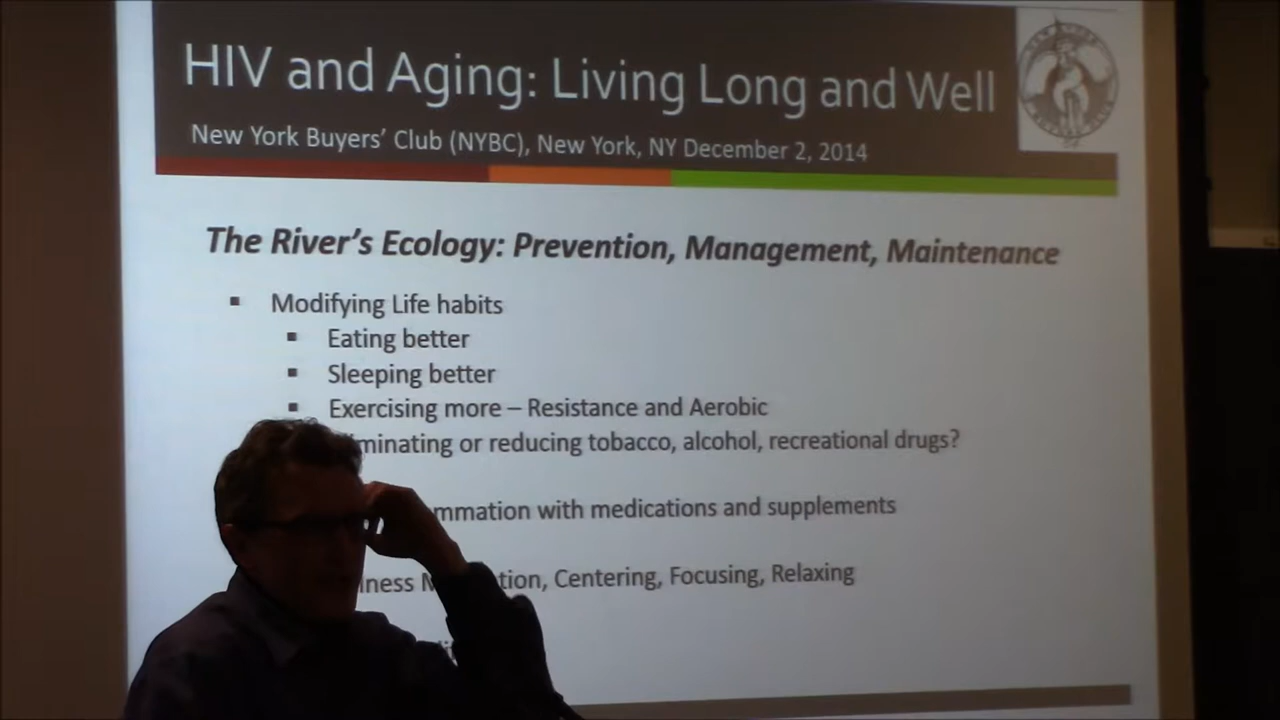 HIV and Aging: Living Long and Well
New York Buyers' Club (NYBC), New York, NY December 2, 2014
The River's Ecology: Prevention, Management, Maintenance
▪ Modifying Life habits
▪ Eating better
▪ Sleeping better
▪ Exercising more – Resistance and Aerobic
minating or reducing tobacco, alcohol, recreational drugs?
mmation with medications and supplements
lness M tion, Centering, Focusing, Relaxing